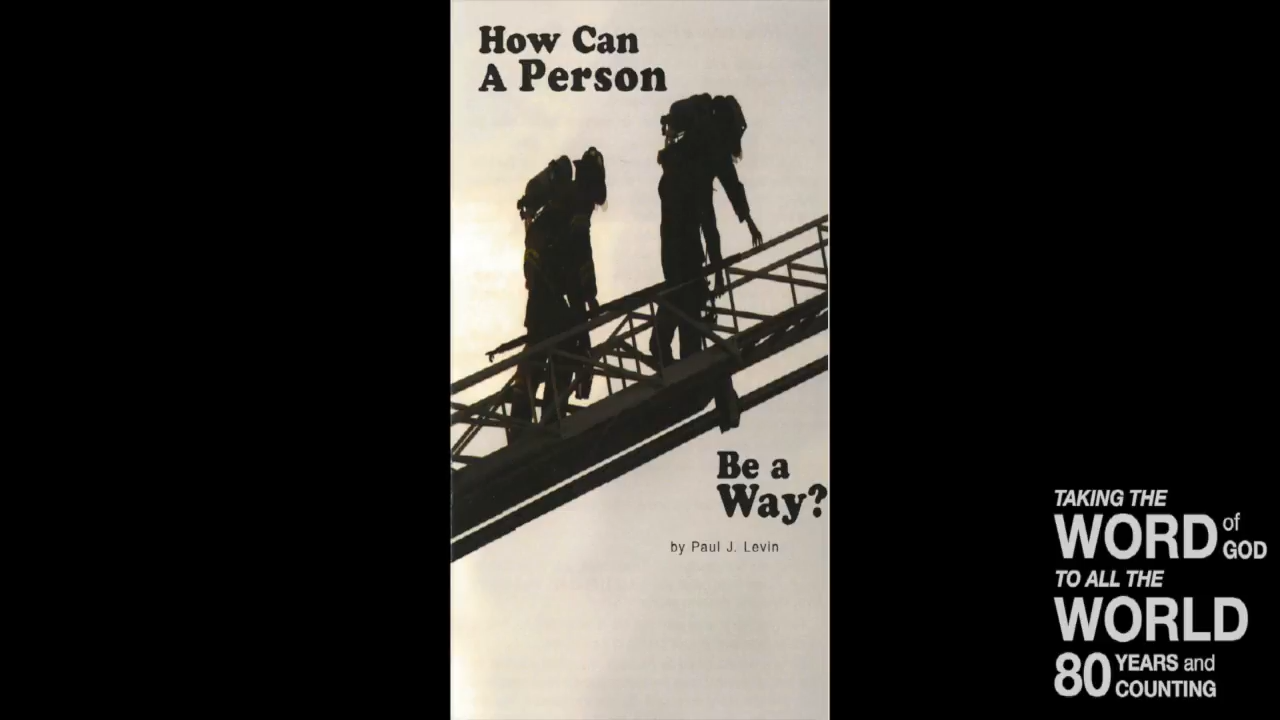 How Can
A Person
Be a
Way?
by Paul J. Levin
TAKING THE
WORD of GOD
TO ALL THE
WORLD
80 YEARS and COUNTING